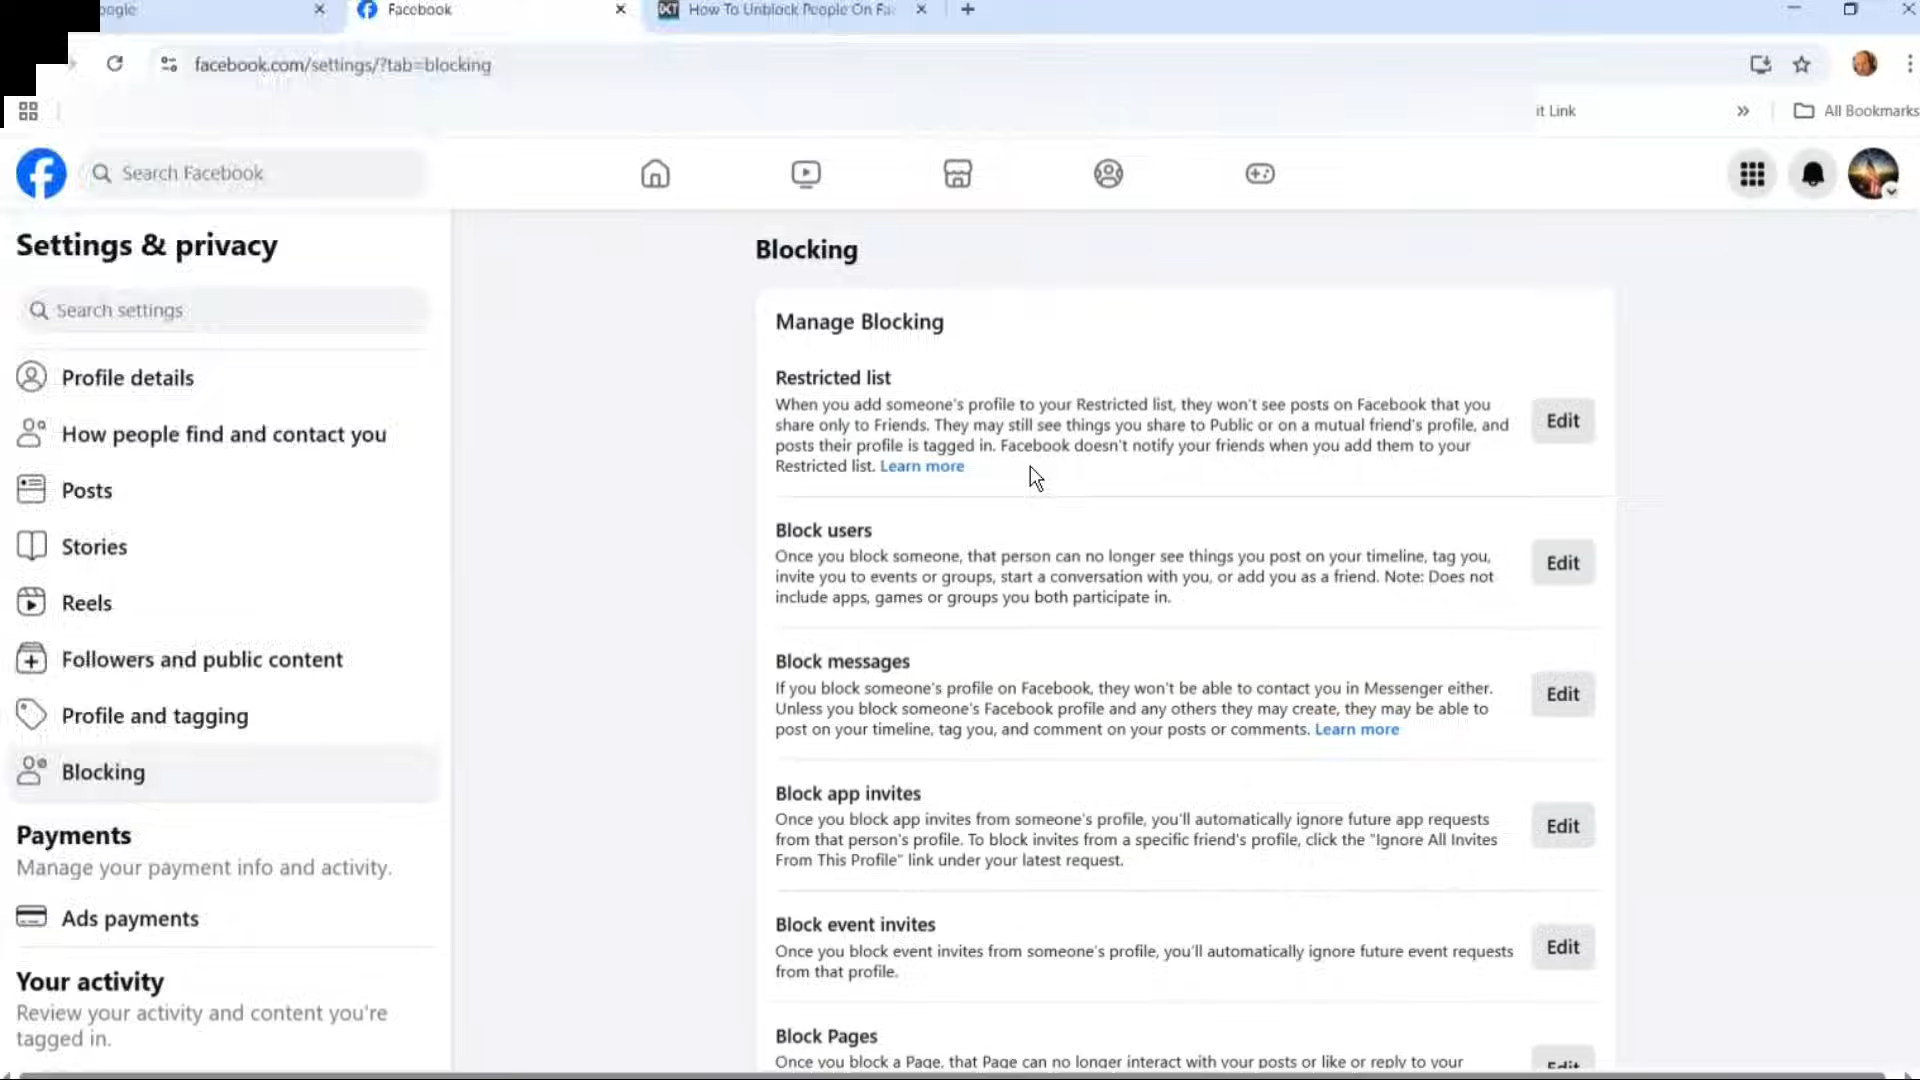 oogle
Facebook
How To Unblock People On Fa
facebook.com/settings/?tab=blocking
it Link
All Bookmarks
Search Facebook
Settings & privacy
Search settings
Profile details
How people find and contact you
Posts
Stories
Reels
Followers and public content
Profile and tagging
Blocking
Payments
Manage your payment info and activity.
Ads payments
Your activity
Review your activity and content you're
tagged in.
Blocking
Manage Blocking
Restricted list
When you add someone's profile to your Restricted list, they won't see posts on Facebook that you
share only to Friends. They may still see things you share to Public or on a mutual friend's profile, and
posts their profile is tagged in. Facebook doesn't notify your friends when you add them to your
Restricted list. Learn more
Edit
Block users
Once you block someone, that person can no longer see things you post on your timeline, tag you,
invite you to events or groups, start a conversation with you, or add you as a friend. Note: Does not
include apps, games or groups you both participate in.
Edit
Block messages
If you block someone's profile on Facebook, they won't be able to contact you in Messenger either.
Unless you block someone's Facebook profile and any others they may create, they may be able to
post on your timeline, tag you, and comment on your posts or comments. Learn more
Edit
Block app invites
Once you block app invites from someone's profile, you'll automatically ignore future app requests
from that person's profile. To block invites from a specific friend's profile, click the "Ignore All Invites
From This Profile" link under your latest request.
Edit
Block event invites
Once you block event invites from someone's profile, you'll automatically ignore future event requests
from that profile.
Edit
Block Pages
Once you block a Page, that Page can no longer interact with your posts or like or reply to your
Edit